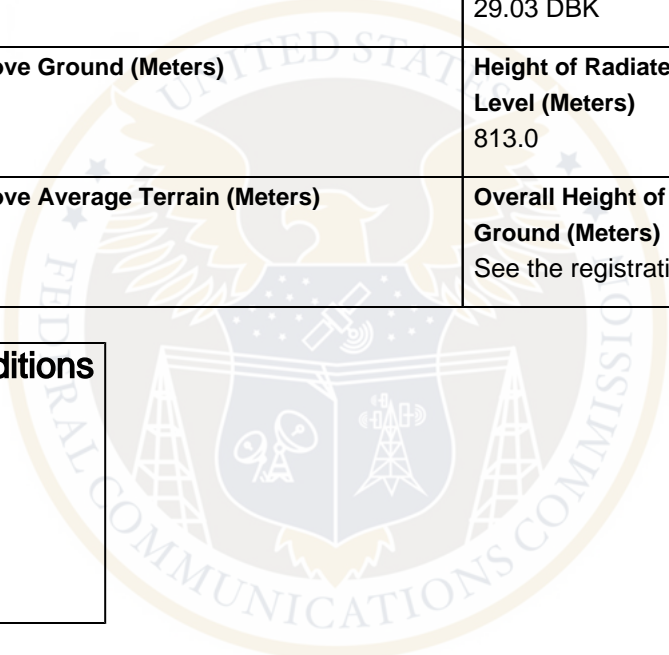 29.03 DBK
ove Ground (Meters)
Height of Radiate
Level (Meters)
813.0
ove Average Terrain (Meters)
Overall Height of
Ground (Meters)
See the registrati
ditions
UNITED STATES
FEDERAL COMMUNICATIONS COMMISSION